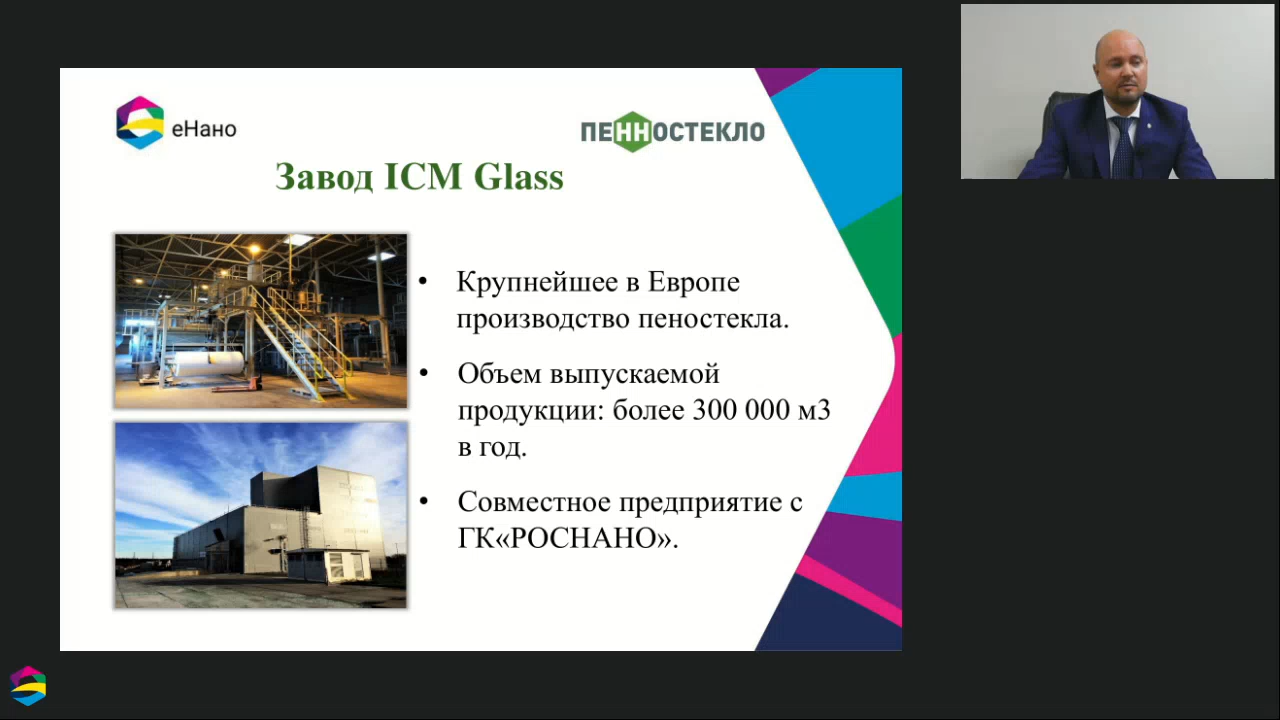 еНано
ПЕННОСТЕКЛО
Завод ICM Glass
• Крупнейшее в Европе
производство пеностекла.
• Объем выпускаемой
продукции: более 300 000 м3
в год.
• Совместное предприятие с
ГК«РОСНАНО».